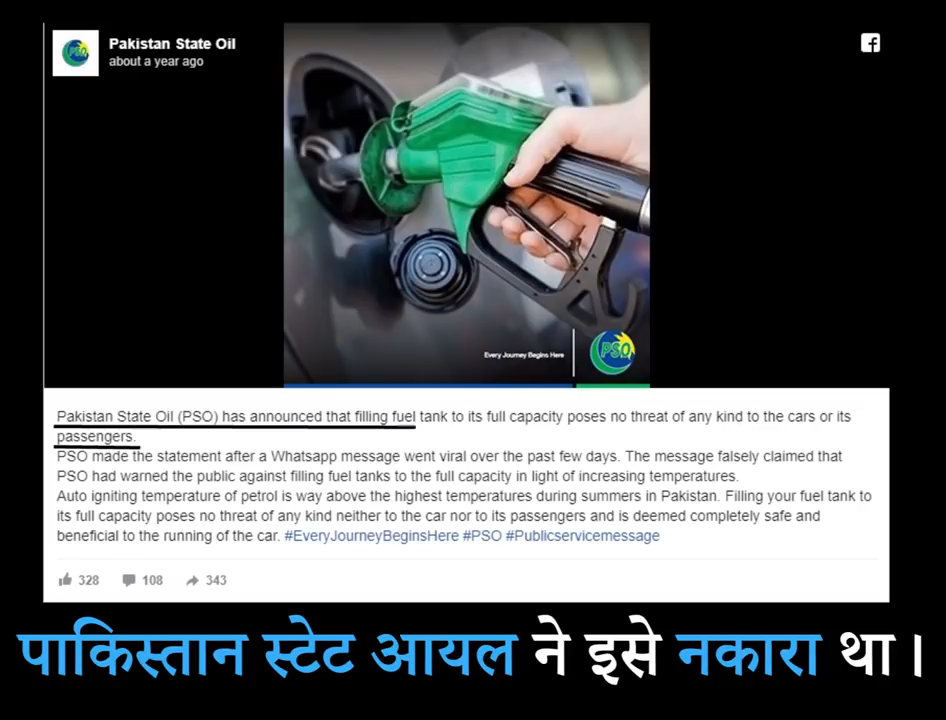 Pakistan State Oil
about a year ago
Every Journey Begins Here
PSO
Pakistan State Oil (PSO) has announced that filling fuel tank to its full capacity poses no threat of any kind to the cars or its
passengers.
PSO made the statement after a Whatsapp message went viral over the past few days. The message falsely claimed that
PSO had warned the public against filling fuel tanks to the full capacity in light of increasing temperatures.
Auto igniting temperature of petrol is way above the highest temperatures during summers in Pakistan. Filling your fuel tank to
its full capacity poses no threat of any kind neither to the car nor to its passengers and is deemed completely safe and
beneficial to the running of the car. #EveryJourneyBeginsHere #PSO #Publicservicemessage
328 108 343
पाकिस्तान स्टेट आयल ने इसे नकारा था।